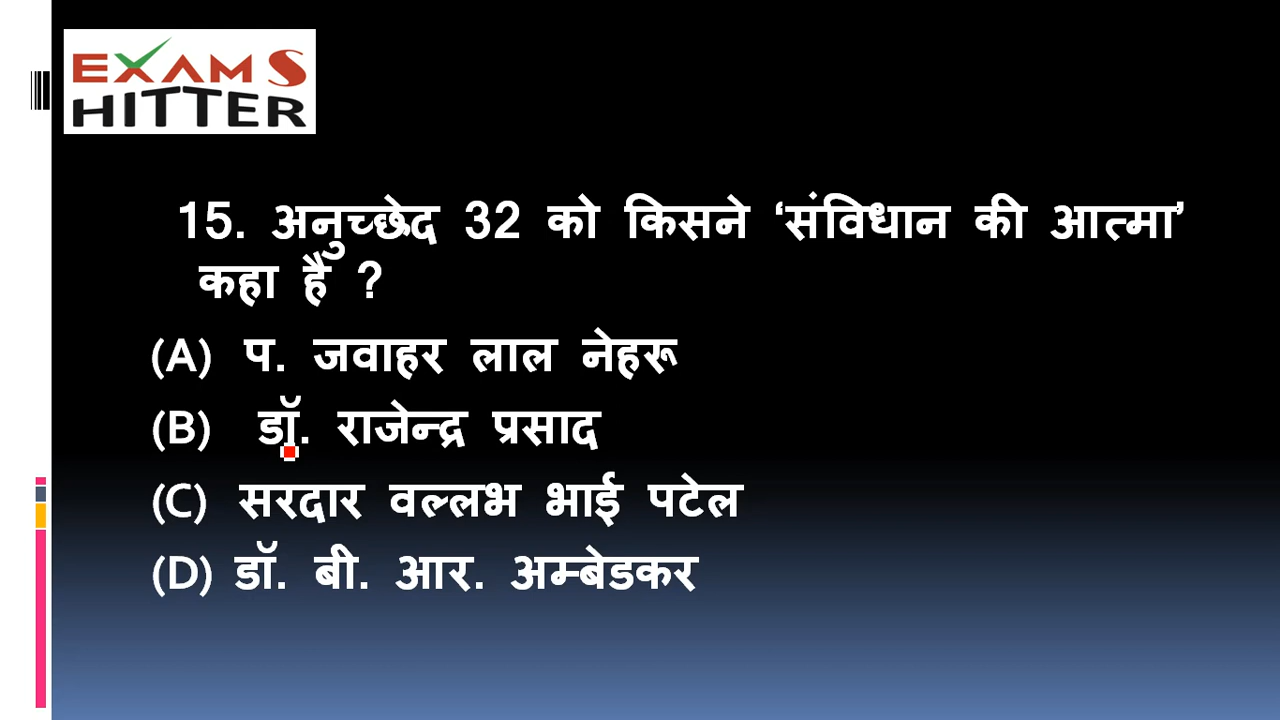 EXAMS
HITTER
15. अनुच्छेद 32 को किसने ‘संविधान की आत्मा’
कहा हैं ?
(A) प. जवाहर लाल नेहरू
(B) डॉ. राजेन्द्र प्रसाद
(C) सरदार वल्लभ भाई पटेल
(D) डॉ. बी. आर. अम्बेडकर